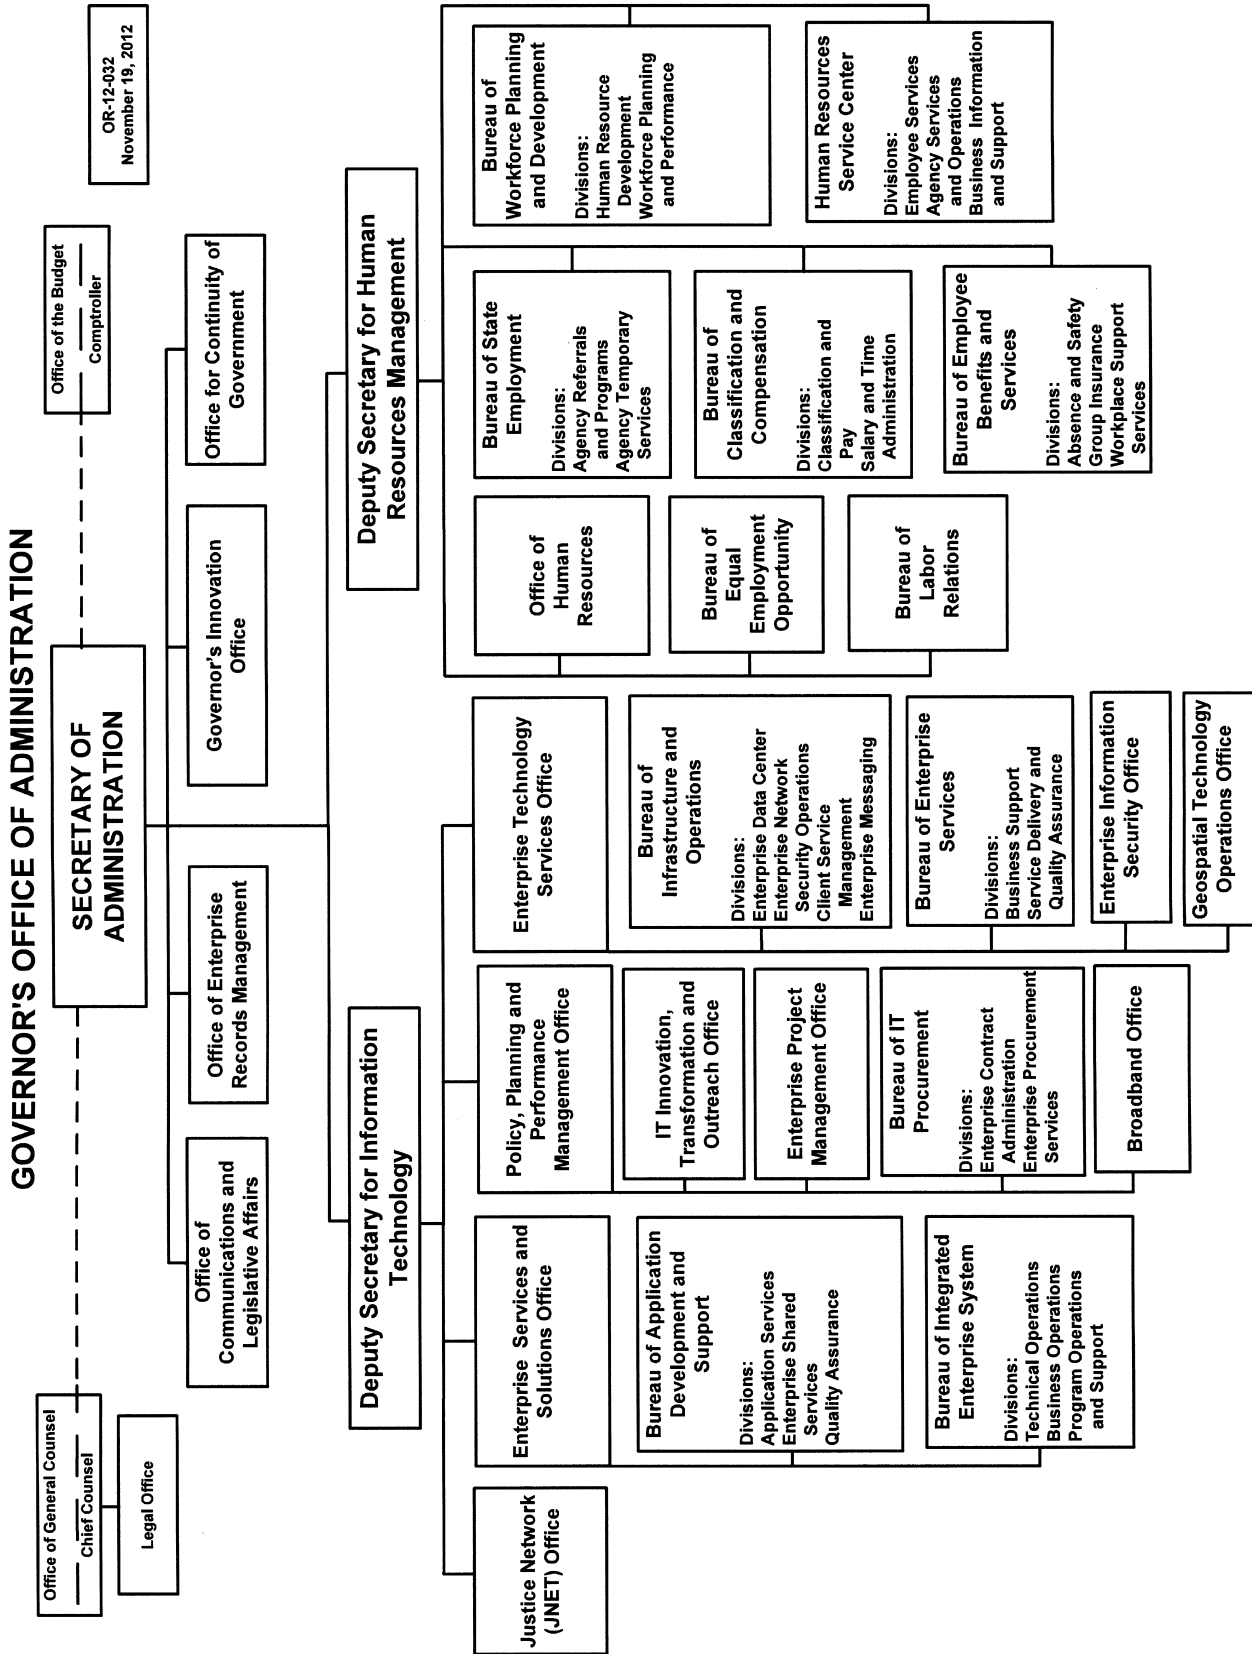 GOVERNOR'S OFFICE OF ADMINISTRATION
OR-12-032
November 19, 2012
Office of General Counsel
Chief Counsel
Legal Office
SECRETARY OF
ADMINISTRATION
Office of the Budget
Comptroller
Office of
Communications and
Legislative Affairs
Office of Enterprise
Records Management
Governor's Innovation
Office
Office for Continuity of
Government
Deputy Secretary for Information
Technology
Deputy Secretary for Human
Resources Management
Justice Network
(JNET) Office
Enterprise Services and
Solutions Office
Bureau of Application
Development and
Support
Divisions:
Application Services
Enterprise Shared
Services
Quality Assurance
Bureau of Integrated
Enterprise System
Divisions:
Technical Operations
Business Operations
Program Operations
and Support
Policy, Planning and
Performance
Management Office
IT Innovation,
Transformation and
Outreach Office
Enterprise Project
Management Office
Bureau of IT
Procurement
Divisions:
Enterprise Contract
Administration
Enterprise Procurement
Services
Broadband Office
Enterprise Technology
Services Office
Bureau of
Infrastructure and
Operations
Divisions:
Enterprise Data Center
Enterprise Network
Security Operations
Client Service
Management
Enterprise Messaging
Bureau of Enterprise
Services
Divisions:
Business Support
Service Delivery and
Quality Assurance
Enterprise Information
Security Office
Geospatial Technology
Operations Office
Office of
Human
Resources
Bureau of
Equal
Employment
Opportunity
Bureau of
Labor
Relations
Bureau of State
Employment
Divisions:
Agency Referrals
and Programs
Agency Temporary
Services
Bureau of
Classification and
Compensation
Divisions:
Classification and
Pay
Salary and Time
Administration
Bureau of Employee
Benefits and
Services
Divisions:
Absence and Safety
Group Insurance
Workplace Support
Services
Bureau of
Workforce Planning
and Development
Divisions:
Human Resource
Development
Workforce Planning
and Performance
Human Resources
Service Center
Divisions:
Employee Services
Agency Services
and Operations
Business Information
and Support